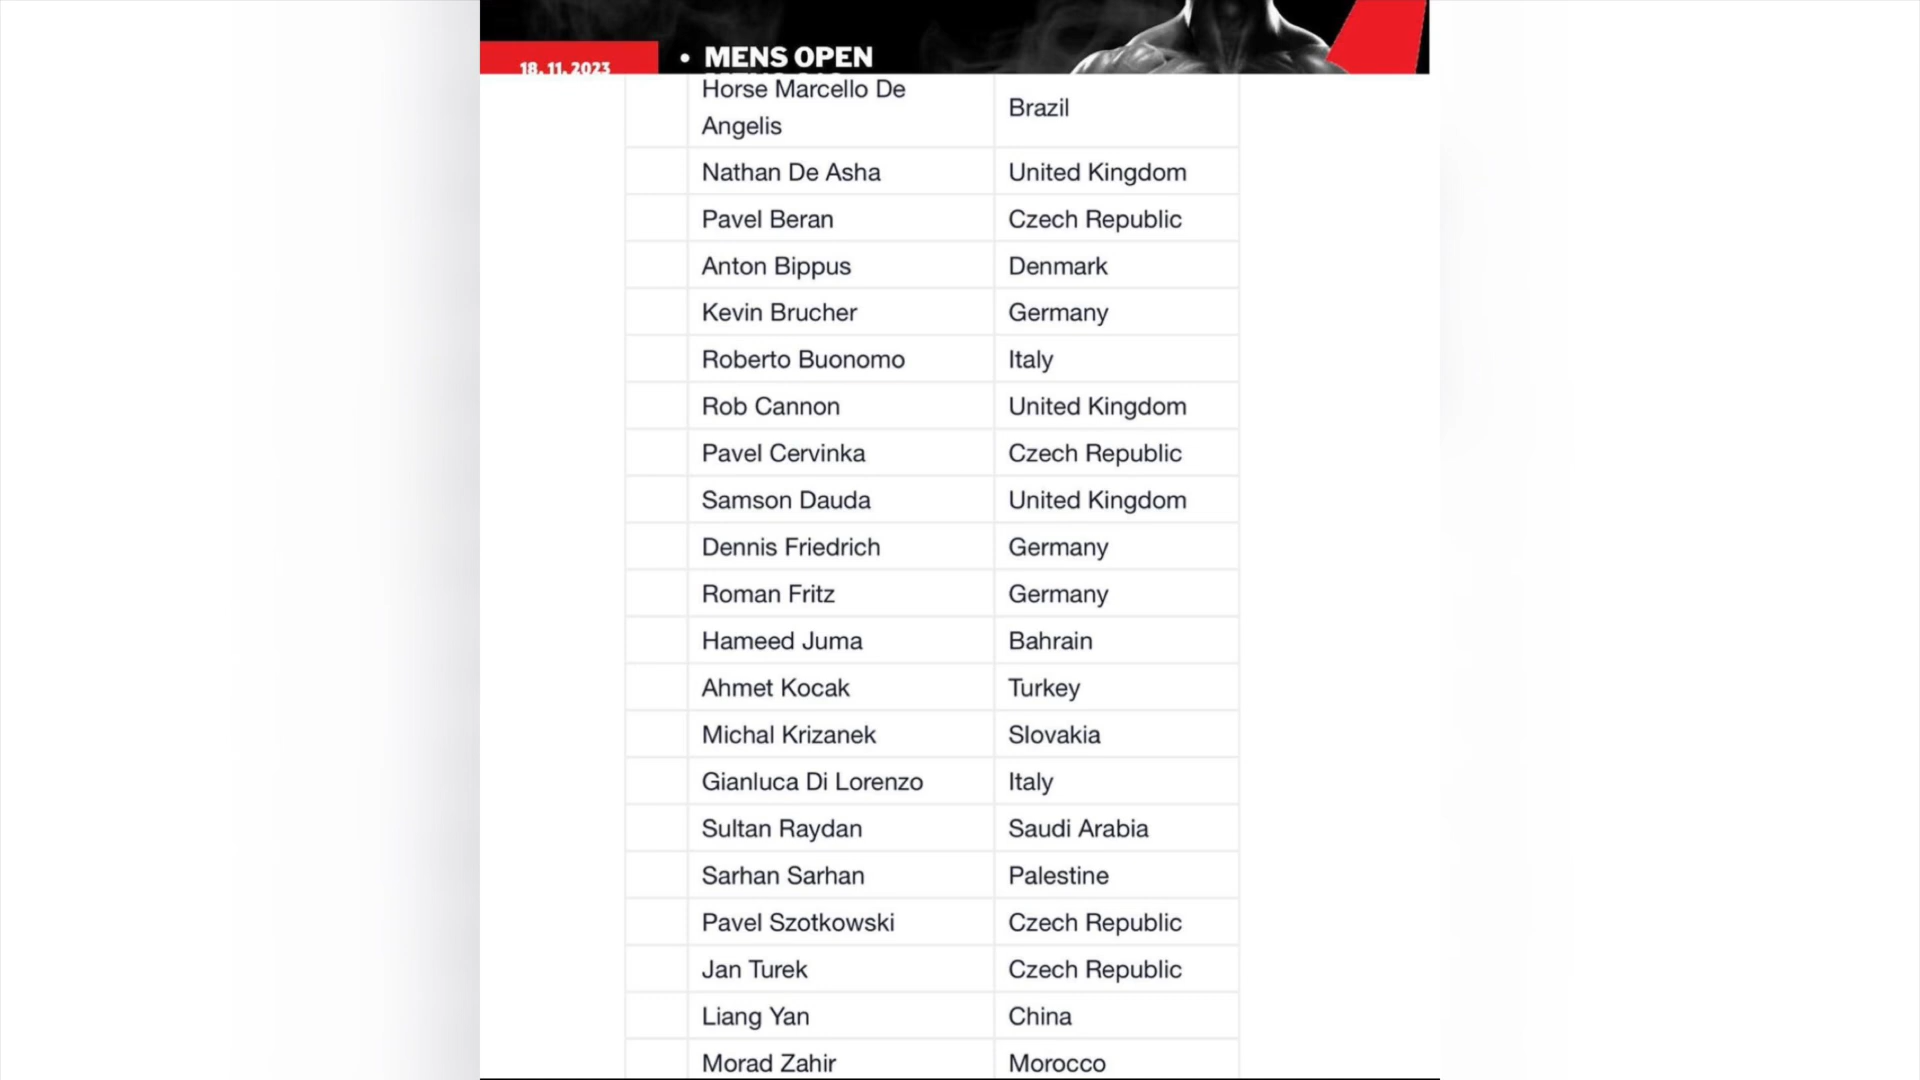 • MENS OPEN
18. 11. 2023
Horse Marcello De
Angelis
Brazil
Nathan De Asha United Kingdom
Pavel Beran Czech Republic
Anton Bippus Denmark
Kevin Brucher Germany
Roberto Buonomo Italy
Rob Cannon United Kingdom
Pavel Cervinka Czech Republic
Samson Dauda United Kingdom
Dennis Friedrich Germany
Roman Fritz Germany
Hameed Juma Bahrain
Ahmet Kocak Turkey
Michal Krizanek Slovakia
Gianluca Di Lorenzo Italy
Sultan Raydan Saudi Arabia
Sarhan Sarhan Palestine
Pavel Szotkowski Czech Republic
Jan Turek Czech Republic
Liang Yan China
Morad Zahir Morocco